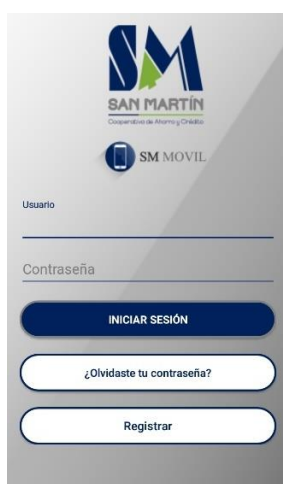 SM
SAN MARTÍN
Cooperativa de Ahorro y Crédito
SM MOVIL
Usuario
Contraseña
INICIAR SESIÓN
¿Olvidaste tu contraseña?
Registrar